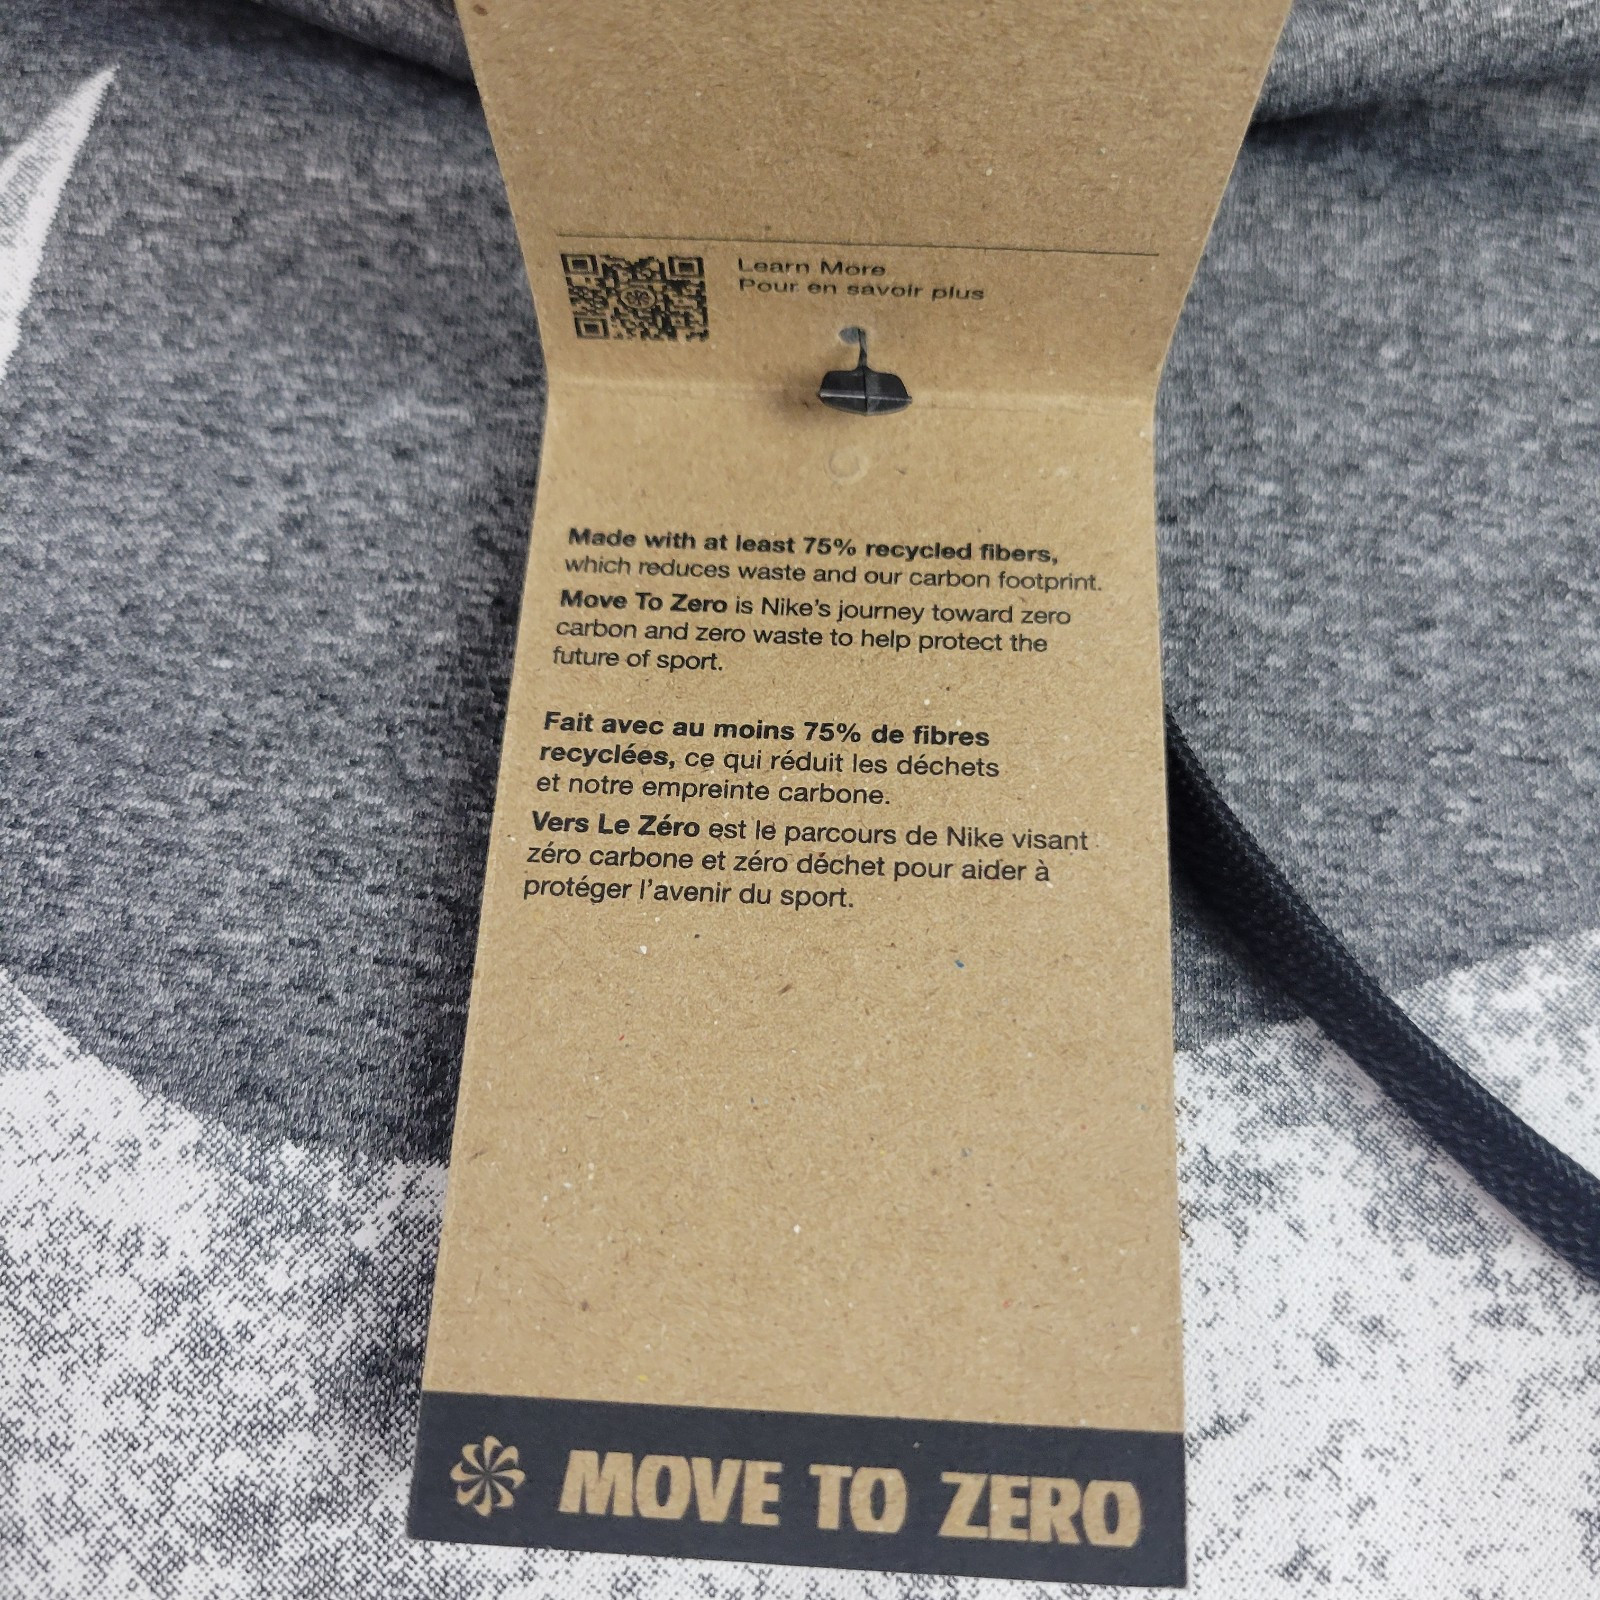 Learn More
Pour en savoir plus
Made with at least 75% recycled fibers,
which reduces waste and our carbon footprint.
Move To Zero is Nike's journey toward zero
carbon and zero waste to help protect the
future of sport.
Fait avec au moins 75% de fibres
recyclées, ce qui réduit les déchets
et notre empreinte carbone.
Vers Le Zéro est le parcours de Nike visant
zéro carbone et zéro déchet pour aider à
protéger l'avenir du sport.
MOVE TO ZERO